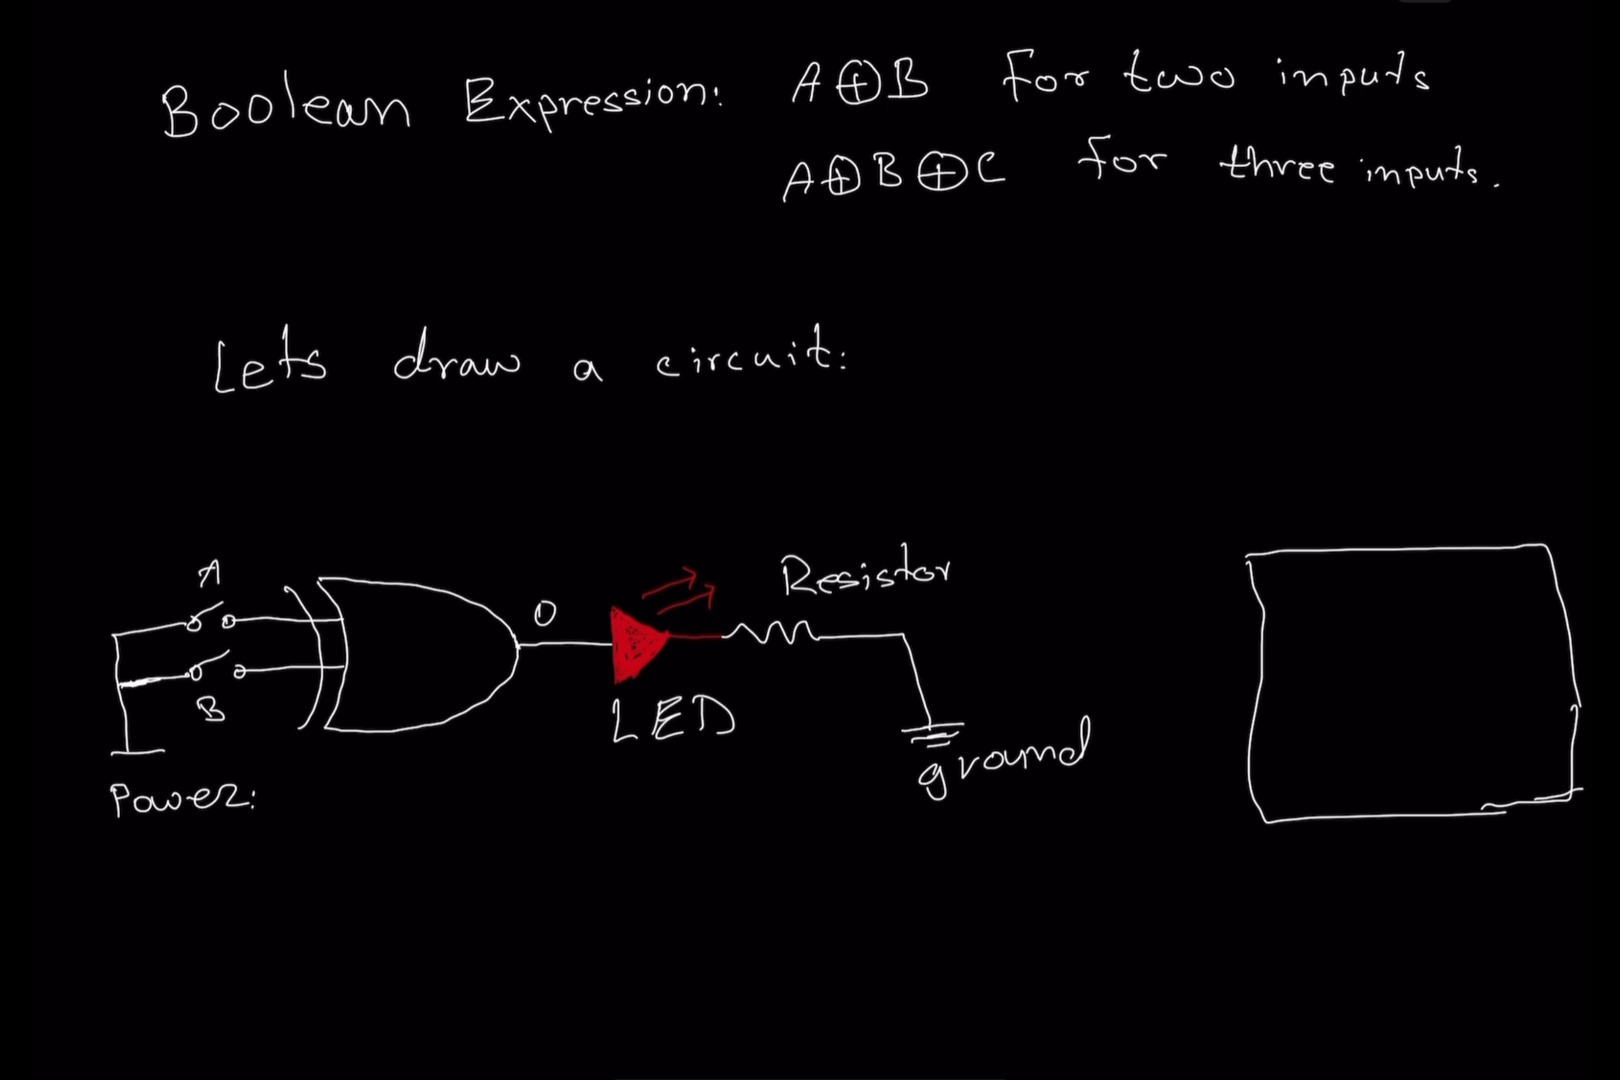 Boolean Expression: A⊕B for two inputs
A⊕B⊕C for three inputs.
Lets draw a circuit:
A
B
Power:
O
LED
Resistor
ground